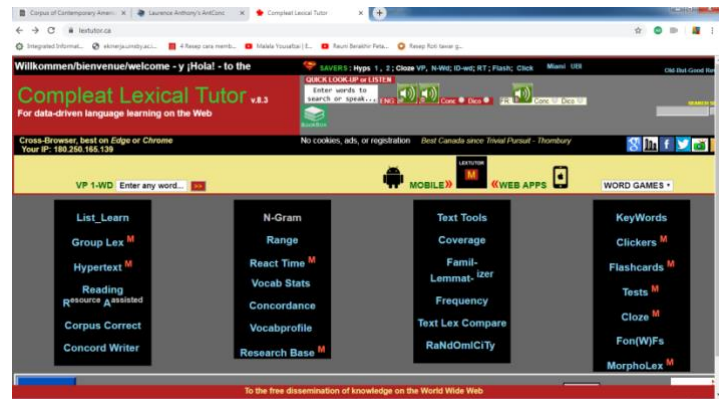 Corpus of Contemporary Americ
Laurence Anthony's AntConc
Compleat Lexical Tutor
lextutor.ca
Integrated Informat...
ekinerja.umsby.ac.i...
4 Resep cara memb...
Malala Yousafzai | E...
Resep Roti tawar g...
Willkommen/bienvenue/welcome - y ¡Hola! - to the
SAVERS : Hyps 1, 2 ; Cloze VP, N-Wd; ID-wd; RT ; Flash; Click Miami UEB
Compleat Lexical Tutor v.8.3
For data-driven language learning on the Web
QUICK LOOK-UP or LISTEN
Enter words to
search or speak...
ENG Conc Dico
FR Conc Dico
Cross-Browser, best on Edge or Chrome
Your IP: 180.250.165.139
No cookies, ads, or registration Best Canada since Trivial Pursuit - Thornbury
VP 1-WD Enter any word... >>
LEXTUTOR
M
MOBILE» «WEB APPS
WORD GAMES
List_Learn
Group Lex M
Hypertext M
Reading
Resource Assisted
Corpus Correct
Concord Writer
N-Gram
Range
React Time M
Vocab Stats
Concordance
Vocabprofile
Research Base M
Text Tools
Coverage
Famil-
Lemmat- izer
Frequency
Text Lex Compare
RaNdOmICiTy
KeyWords
Clickers M
Flashcards M
Tests M
Cloze M
Fon(W)Fs
MorphoLex M
To the free dissemination of knowledge on the World Wide Web